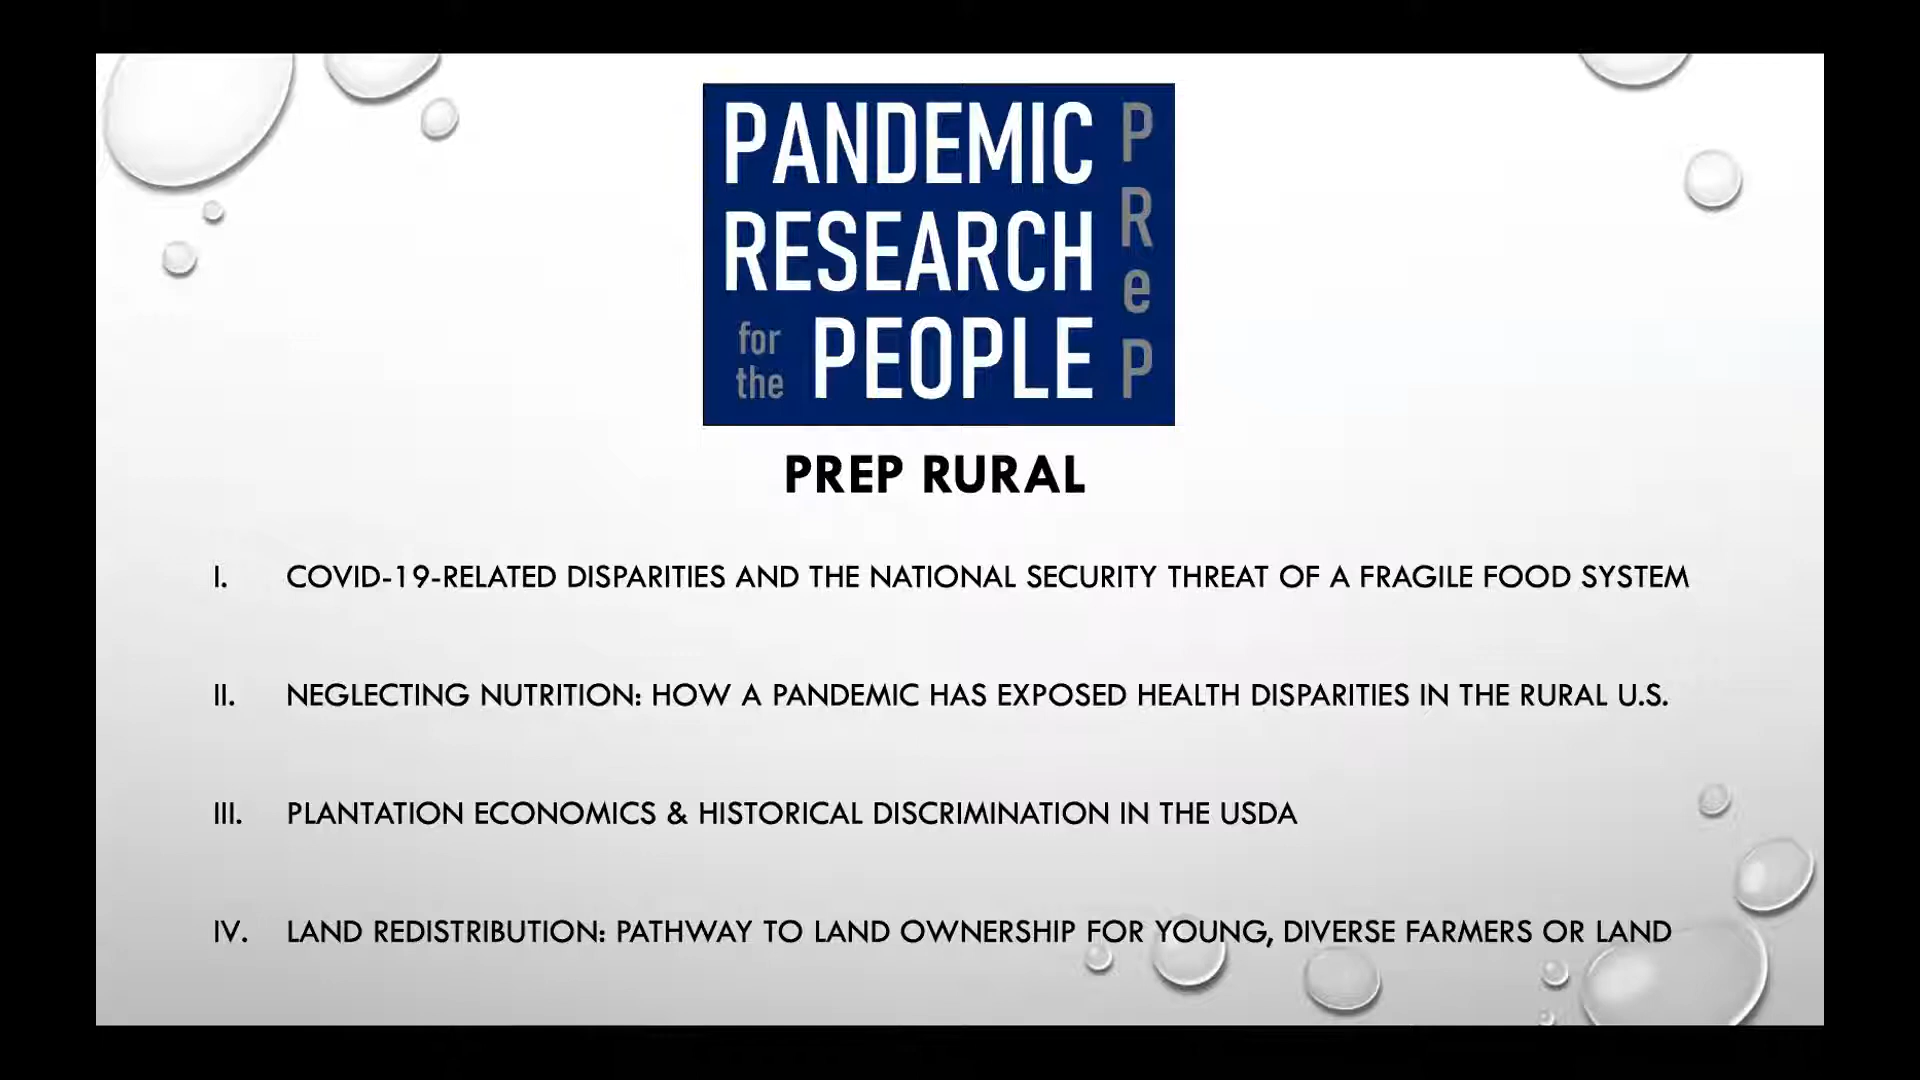 PANDEMIC
RESEARCH
for the PEOPLE
PReP
PREP RURAL
I. COVID-19-RELATED DISPARITIES AND THE NATIONAL SECURITY THREAT OF A FRAGILE FOOD SYSTEM
II. NEGLECTING NUTRITION: HOW A PANDEMIC HAS EXPOSED HEALTH DISPARITIES IN THE RURAL U.S.
III. PLANTATION ECONOMICS & HISTORICAL DISCRIMINATION IN THE USDA
IV. LAND REDISTRIBUTION: PATHWAY TO LAND OWNERSHIP FOR YOUNG, DIVERSE FARMERS OR LAND